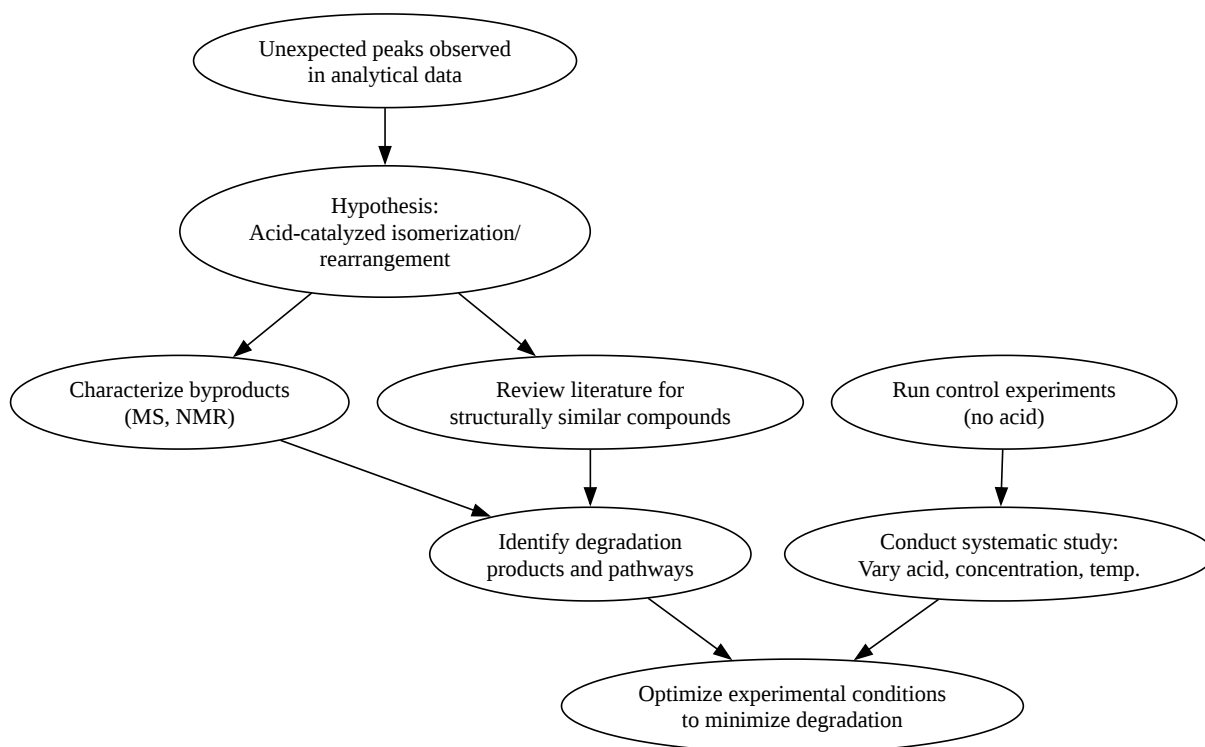 Unexpected peaks observed
in analytical data
Hypothesis:
Acid-catalyzed isomerization/
rearrangement
Characterize byproducts
(MS, NMR)
Review literature for
structurally similar compounds
Run control experiments
(no acid)
Identify degradation
products and pathways
Conduct systematic study:
Vary acid, concentration, temp.
Optimize experimental conditions
to minimize degradation